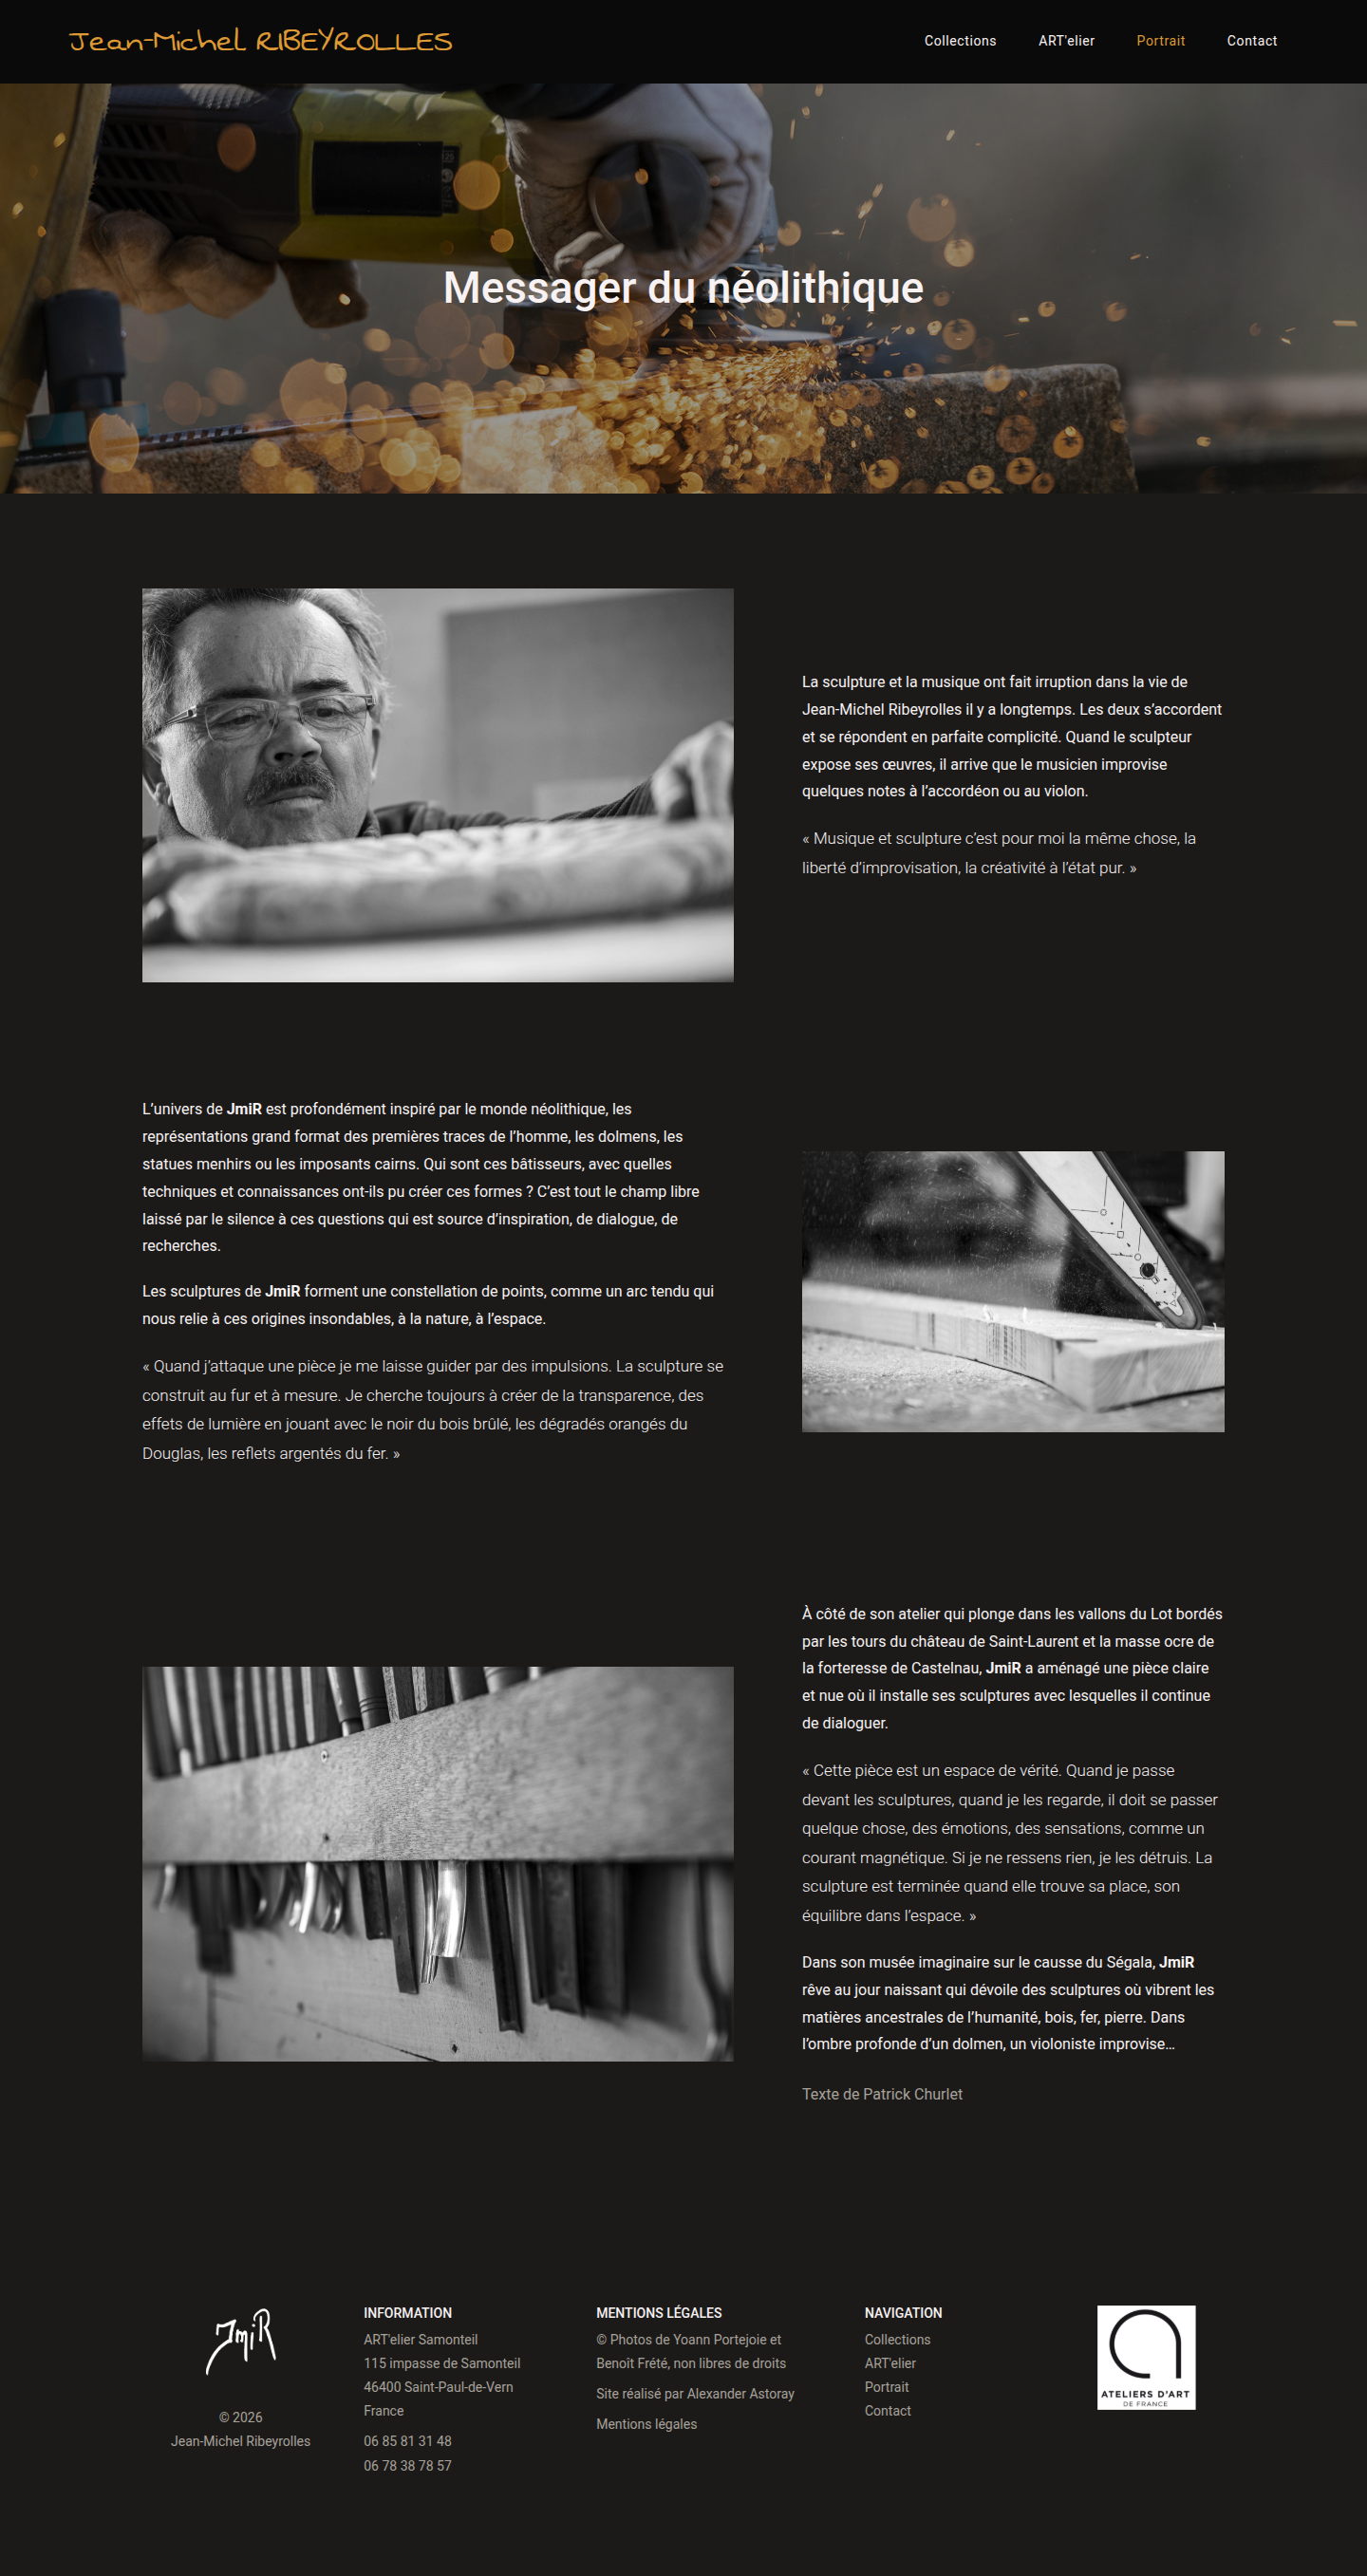 Jean-Michel RIBEYROLLES
Collections
ART'elier
Portrait
Contact
Messager du néolithique
La sculpture et la musique ont fait irruption dans la vie de
Jean-Michel Ribeyrolles il y a longtemps. Les deux s’accordent
et se répondent en parfaite complicité. Quand le sculpteur
expose ses œuvres, il arrive que le musicien improvise
quelques notes à l’accordéon ou au violon.
« Musique et sculpture c’est pour moi la même chose, la
liberté d’improvisation, la créativité à l’état pur. »
L’univers de JmiR est profondément inspiré par le monde néolithique, les
représentations grand format des premières traces de l’homme, les dolmens, les
statues menhirs ou les imposants cairns. Qui sont ces bâtisseurs, avec quelles
techniques et connaissances ont-ils pu créer ces formes ? C’est tout le champ libre
laissé par le silence à ces questions qui est source d’inspiration, de dialogue, de
recherches.
Les sculptures de JmiR forment une constellation de points, comme un arc tendu qui
nous relie à ces origines insondables, à la nature, à l’espace.
« Quand j’attaque une pièce je me laisse guider par des impulsions. La sculpture se
construit au fur et à mesure. Je cherche toujours à créer de la transparence, des
effets de lumière en jouant avec le noir du bois brûlé, les dégradés orangés du
Douglas, les reflets argentés du fer. »
À côté de son atelier qui plonge dans les vallons du Lot bordés
par les tours du château de Saint-Laurent et la masse ocre de
la forteresse de Castelnau, JmiR a aménagé une pièce claire
et nue où il installe ses sculptures avec lesquelles il continue
de dialoguer.
« Cette pièce est un espace de vérité. Quand je passe
devant les sculptures, quand je les regarde, il doit se passer
quelque chose, des émotions, des sensations, comme un
courant magnétique. Si je ne ressens rien, je les détruis. La
sculpture est terminée quand elle trouve sa place, son
équilibre dans l’espace. »
Dans son musée imaginaire sur le causse du Ségala, JmiR
rêve au jour naissant qui dévoile des sculptures où vibrent les
matières ancestrales de l’humanité, bois, fer, pierre. Dans
l’ombre profonde d’un dolmen, un violoniste improvise…
Texte de Patrick Churlet
JmiR
© 2026
Jean-Michel Ribeyrolles
INFORMATION
ART'elier Samonteil
115 impasse de Samonteil
46400 Saint-Paul-de-Vern
France
06 85 81 31 48
06 78 38 78 57
MENTIONS LÉGALES
© Photos de Yoann Portejoie et
Benoît Frété, non libres de droits
Site réalisé par Alexander Astoray
Mentions légales
NAVIGATION
Collections
ART'elier
Portrait
Contact
ATELIERS D'ART
DE FRANCE